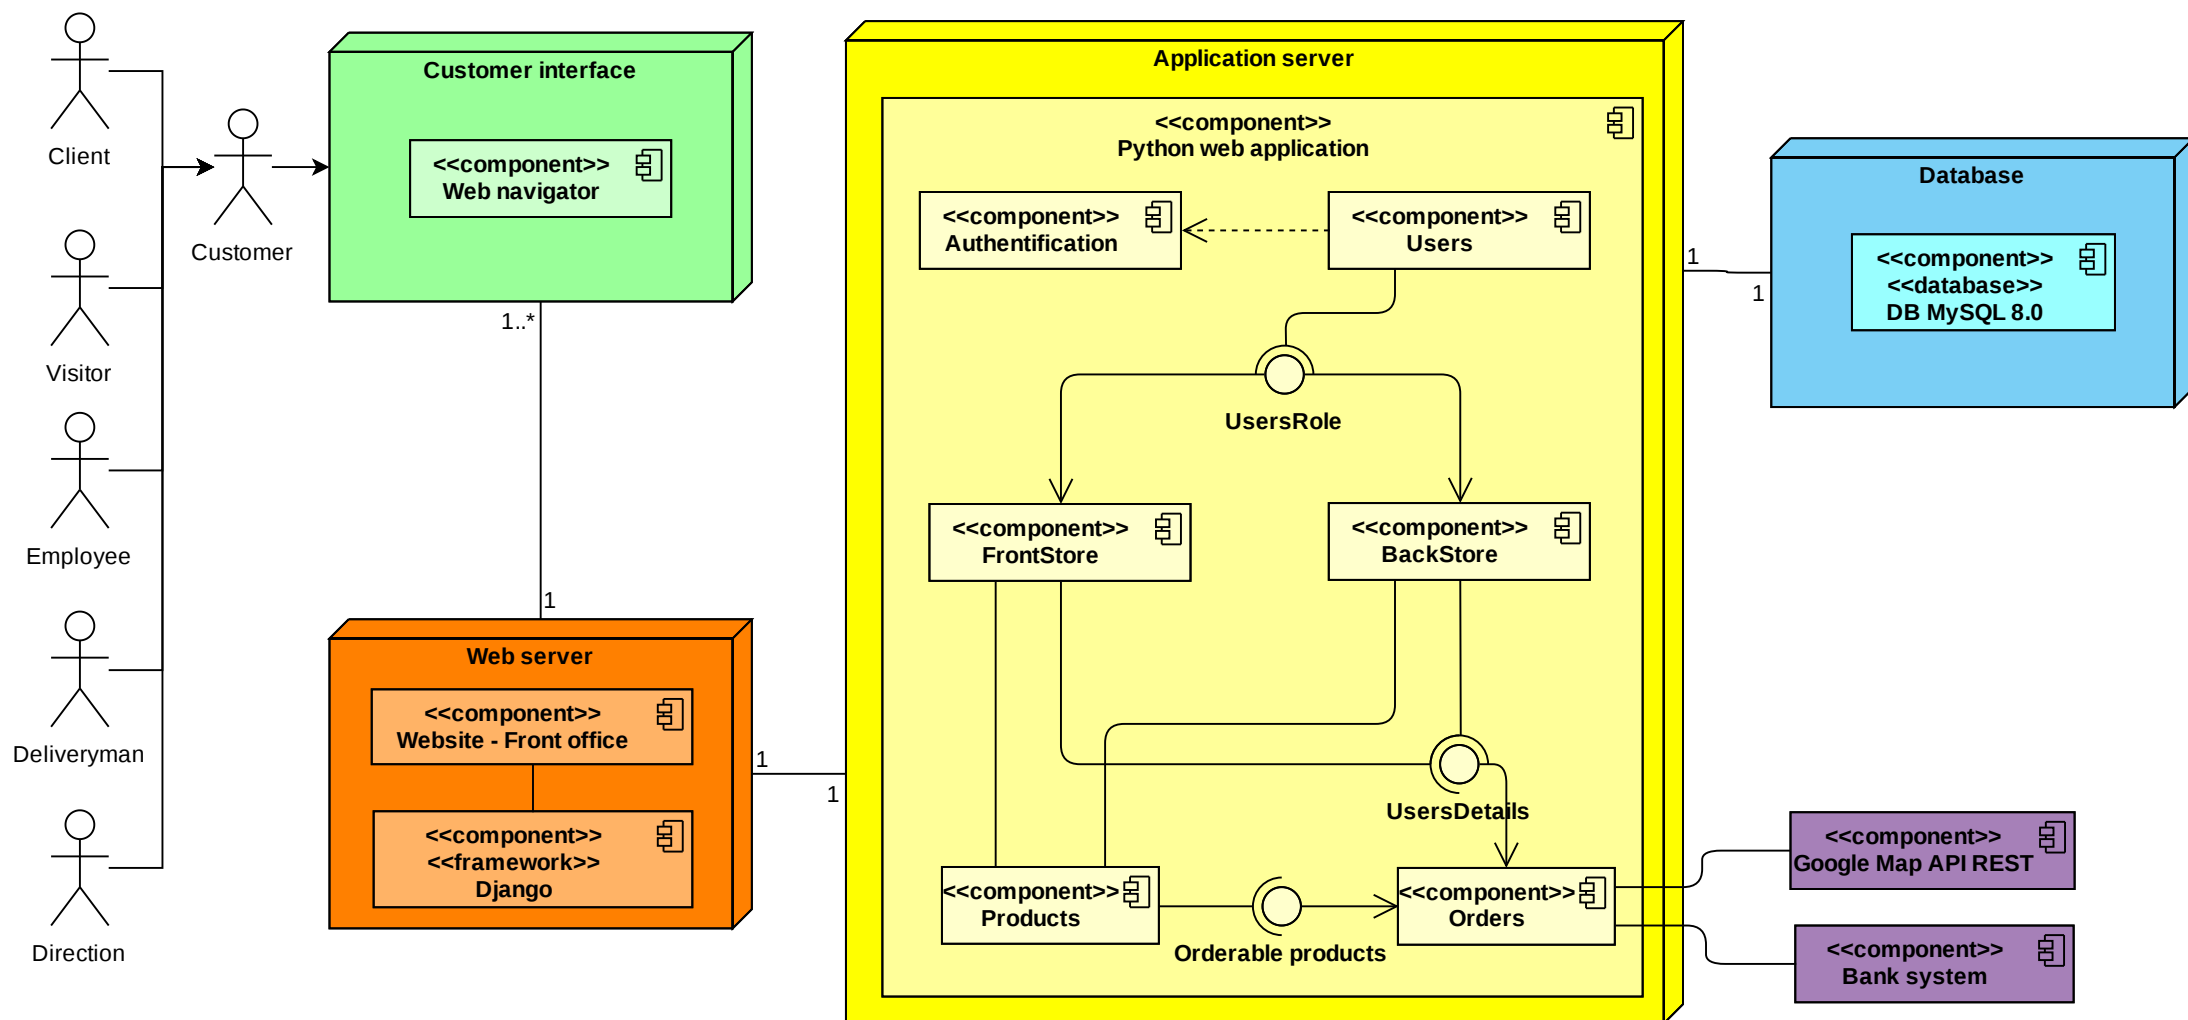 Client
Visitor
Employee
Deliveryman
Direction
Customer
Customer interface
<<component>>
Web navigator
1..*
1
Web server
<<component>>
Website - Front office
<<component>>
<<framework>>
Django
1
1
Application server
<<component>>
Python web application
<<component>>
Authentification
<<component>>
Users
UsersRole
<<component>>
FrontStore
<<component>>
BackStore
UsersDetails
<<component>>
Products
Orderable products
<<component>>
Orders
1
1
Database
<<component>>
<<database>>
DB MySQL 8.0
<<component>>
Google Map API REST
<<component>>
Bank system